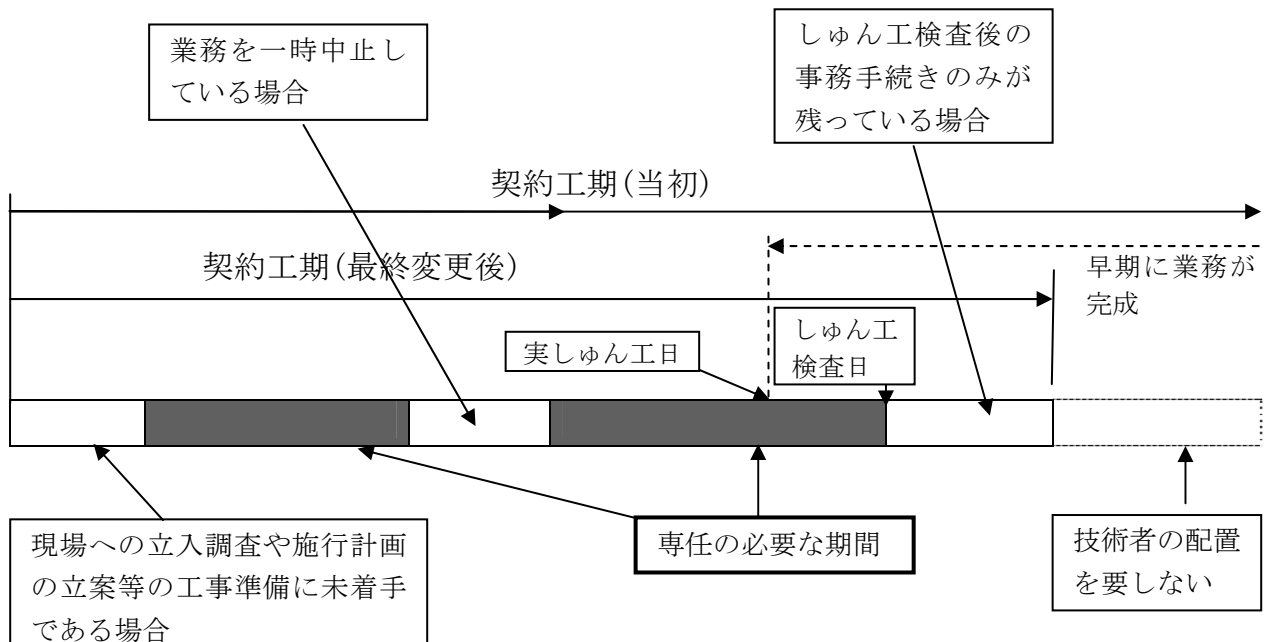 業務を一時中止し
ている場合
しゅん工検査後の
事務手続きのみが
残っている場合
契約工期(当初)
契約工期(最終変更後)
早期に業務が
完成
実しゅん工日
しゅん工
検査日
現場への立入調査や施行計画
の立案等の工事準備に未着手
である場合
専任の必要な期間
技術者の配置
を要しない